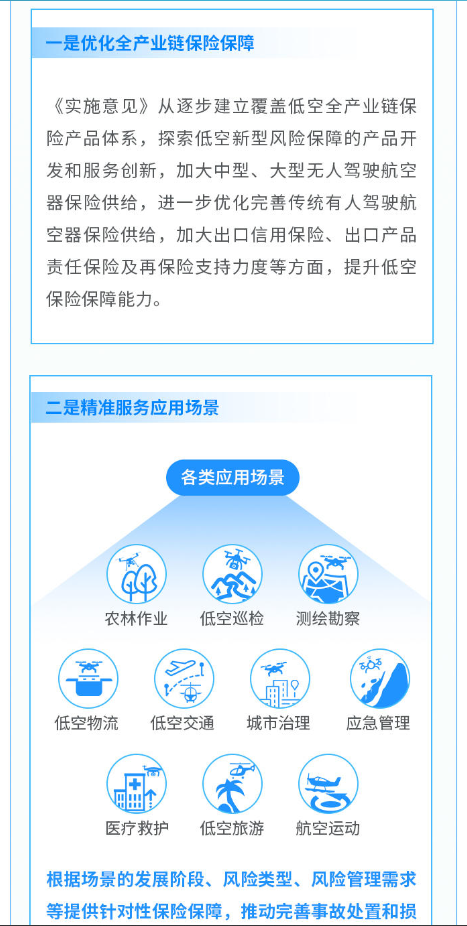 一是优化全产业链保险保障
《实施意见》从逐步建立覆盖低空全产业链保
险产品体系，探索低空新型风险保障的产品开
发和服务创新，加大中型、大型无人驾驶航空
器保险供给，进一步优化完善传统有人驾驶航
空器保险供给，加大出口信用保险、出口产品
责任保险及再保险支持力度等方面，提升低空
保险保障能力。
二是精准服务应用场景
各类应用场景
农林作业 低空巡检 测绘勘察
低空物流 低空交通 城市治理 应急管理
医疗救护 低空旅游 航空运动
根据场景的发展阶段、风险类型、风险管理需求
等提供针对性保险保障，推动完善事故处置和损